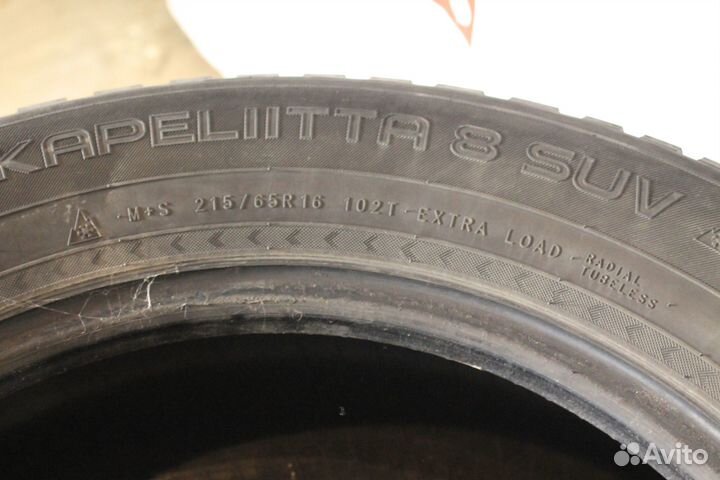 KAPELIITTA 8 SUV
M+S 215/65R16 102T - EXTRA LOAD - RADIAL
TUBELESS
Avito